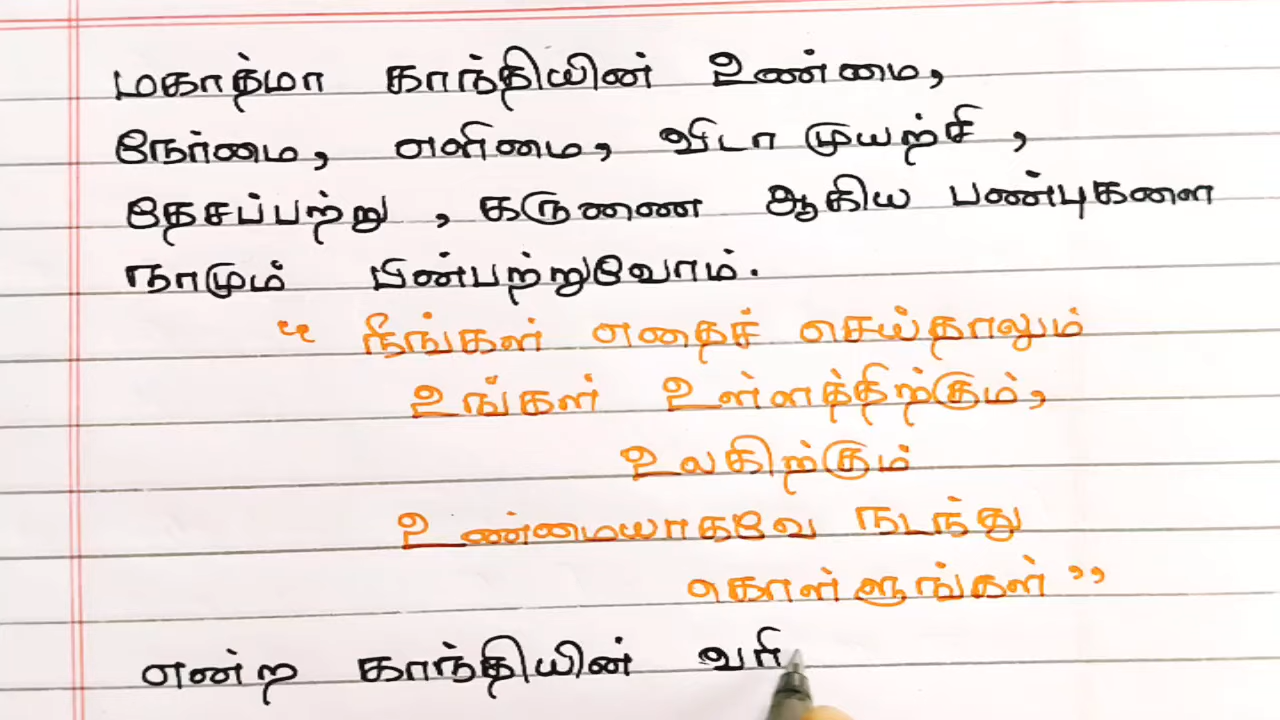 மகாத்மா காந்தியின் உண்மை,
நேர்மை, எளிமை, விடா முயற்சி,
தேசப்பற்று, கருணை ஆகிய பண்புகளை
நாமும் பின்பற்றுவோம்.
“ நீங்கள் எதைச் செய்தாலும்
உங்கள் உள்ளத்திற்கும்,
உலகிற்கும்
உண்மையாகவே நடந்து
கொள்ளுங்கள் ”
என்ற காந்தியின் வரி